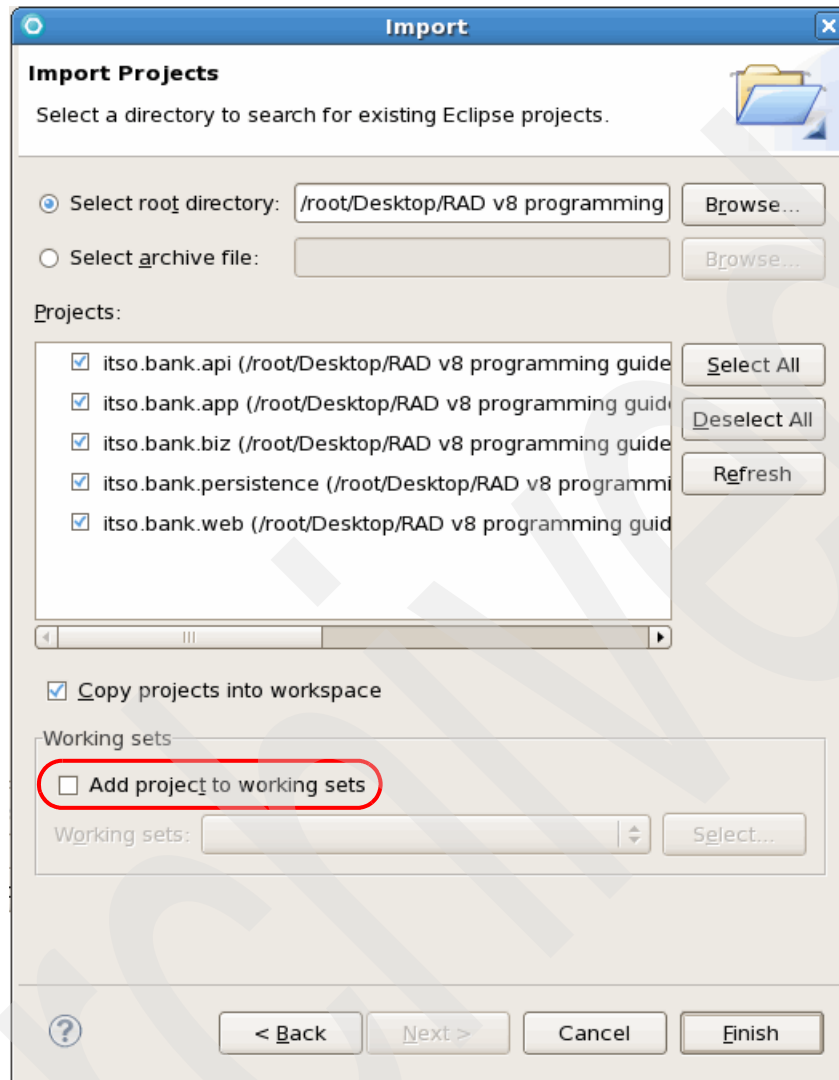 Import
Import Projects
Select a directory to search for existing Eclipse projects.
Select root directory: /root/Desktop/RAD v8 programming Browse...
Select archive file: Browse...
Projects:
itso.bank.api (/root/Desktop/RAD v8 programming guide
itso.bank.app (/root/Desktop/RAD v8 programming guide
itso.bank.biz (/root/Desktop/RAD v8 programming guide
itso.bank.persistence (/root/Desktop/RAD v8 programmi
itso.bank.web (/root/Desktop/RAD v8 programming guid
Select All
Deselect All
Refresh
Copy projects into workspace
Working sets
Add project to working sets
Working sets: Select...
< Back Next > Cancel Finish